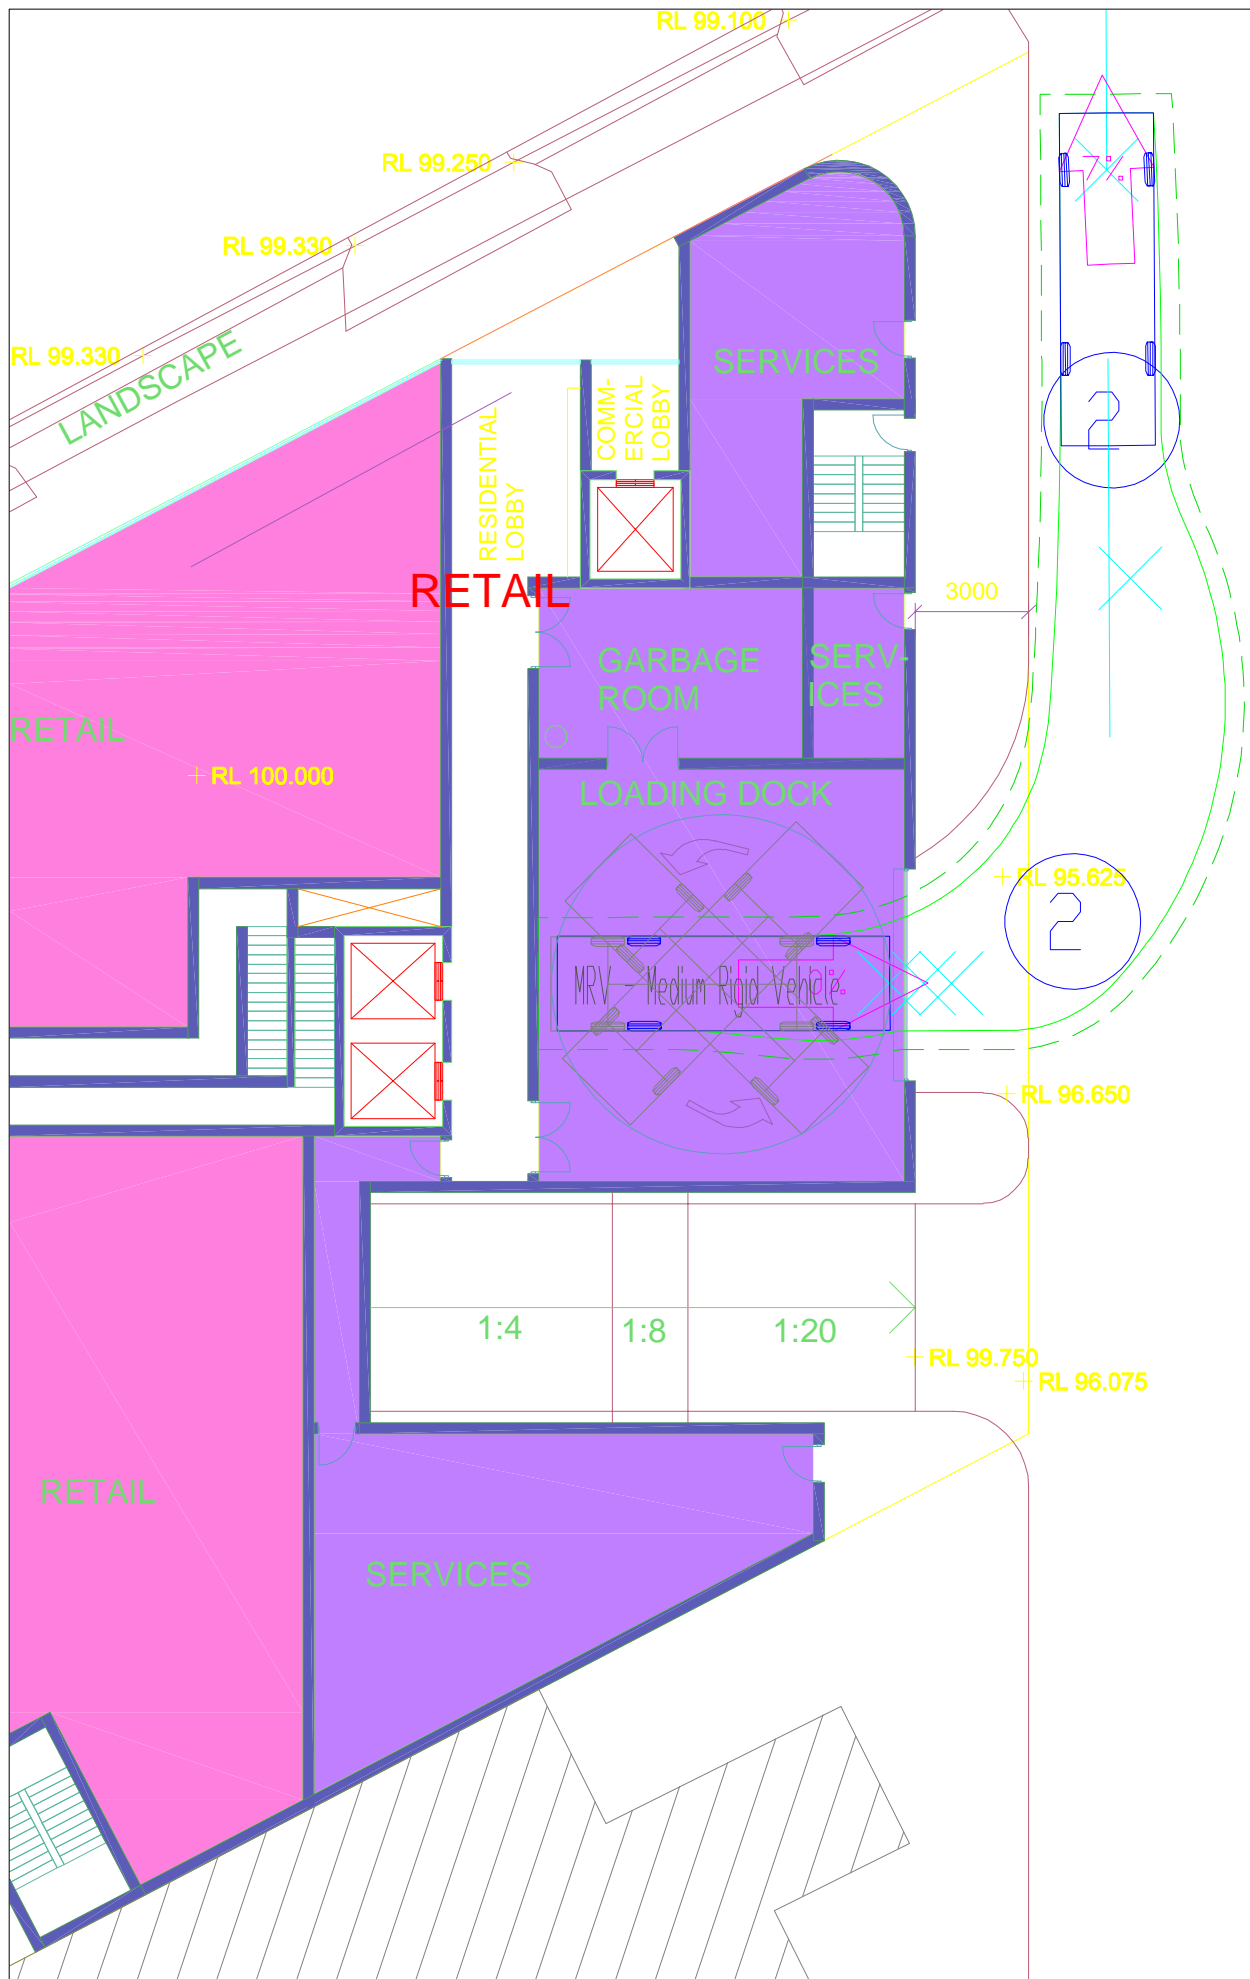 RL 99.100
RL 99.250
RL 99.330
RL 99.330
LANDSCAPE
SERVICES
COMM-
ERCIAL
LOBBY
RESIDENTIAL
LOBBY
2
RETAIL
3000
GARBAGE
ROOM
SERV-
ICES
RETAIL
RL 100.000
LOADING DOCK
RL 95.625
2
MRV - Medium Rigid Vehicle
RL 96.650
1:4
1:8
1:20
RL 99.750
RL 96.075
RETAIL
SERVICES